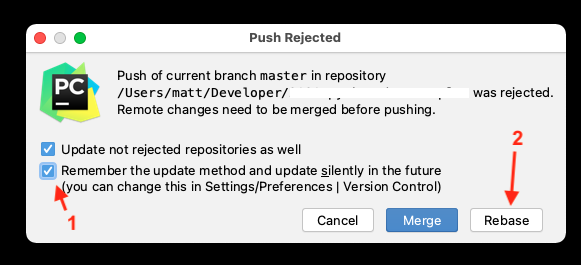 Push Rejected
PC
Push of current branch master in repository
/Users/matt/Developer/ was rejected.
Remote changes need to be merged before pushing.
Update not rejected repositories as well
Remember the update method and update silently in the future
(you can change this in Settings/Preferences | Version Control)
1
2
Cancel
Merge
Rebase